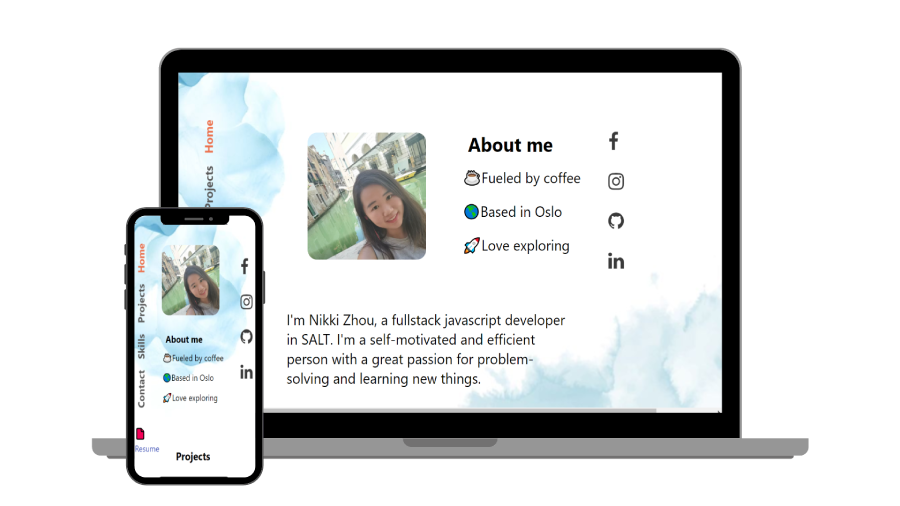 Home
Projects
About me
Fueled by coffee
Based in Oslo
Love exploring
I'm Nikki Zhou, a fullstack javascript developer
in SALT. I'm a self-motivated and efficient
person with a great passion for problem-
solving and learning new things.
Home
Projects
Skills
Contact
Resume
About me
Fueled by coffee
Based in Oslo
Love exploring
Projects